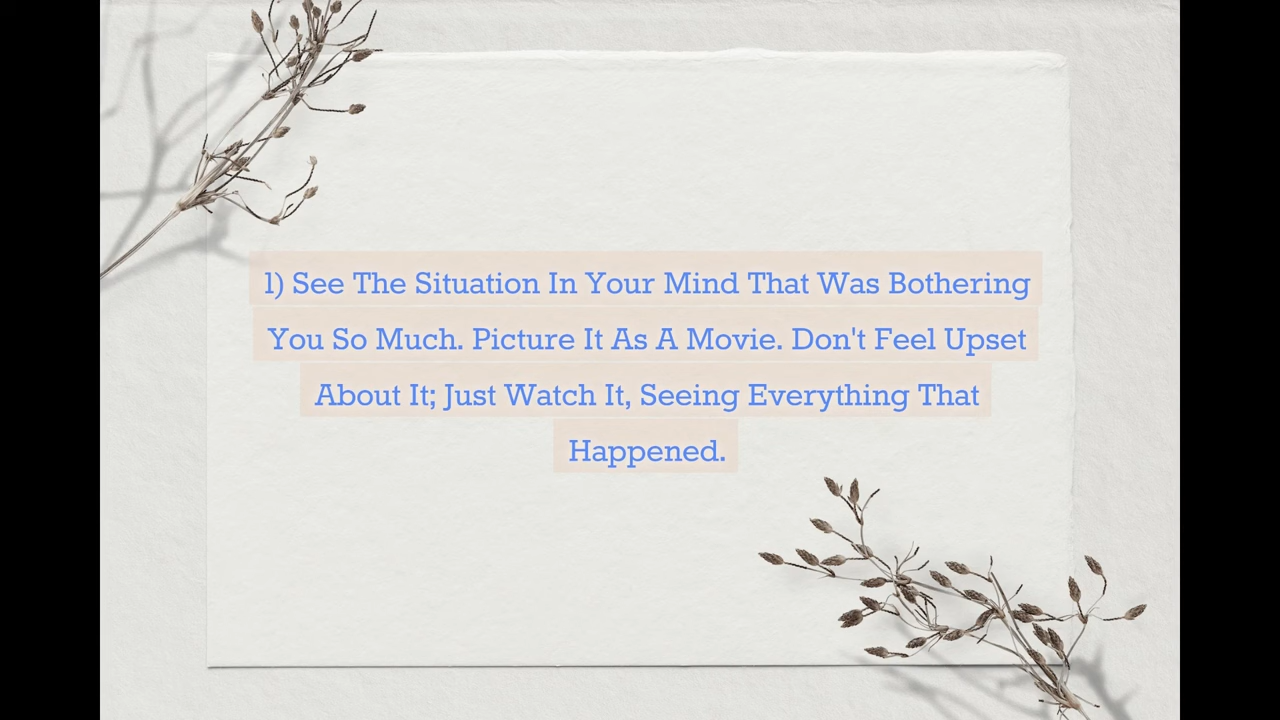 1) See The Situation In Your Mind That Was Bothering
You So Much. Picture It As A Movie. Don't Feel Upset
About It; Just Watch It, Seeing Everything That
Happened.